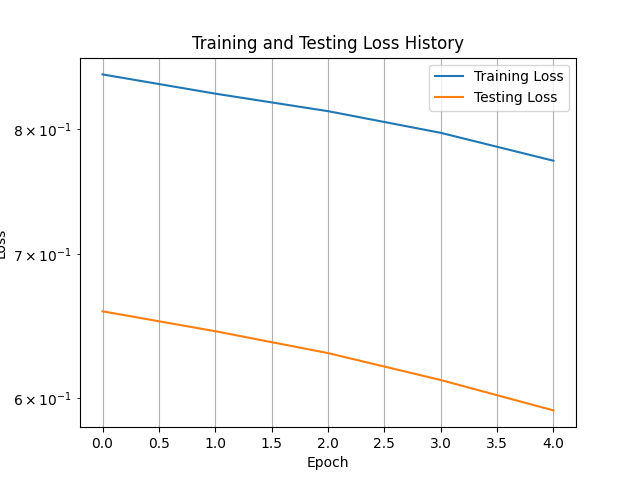 Training and Testing Loss History
Training Loss
Testing Loss
8 × 10⁻¹
7 × 10⁻¹
6 × 10⁻¹
Loss
0.0 0.5 1.0 1.5 2.0 2.5 3.0 3.5 4.0
Epoch